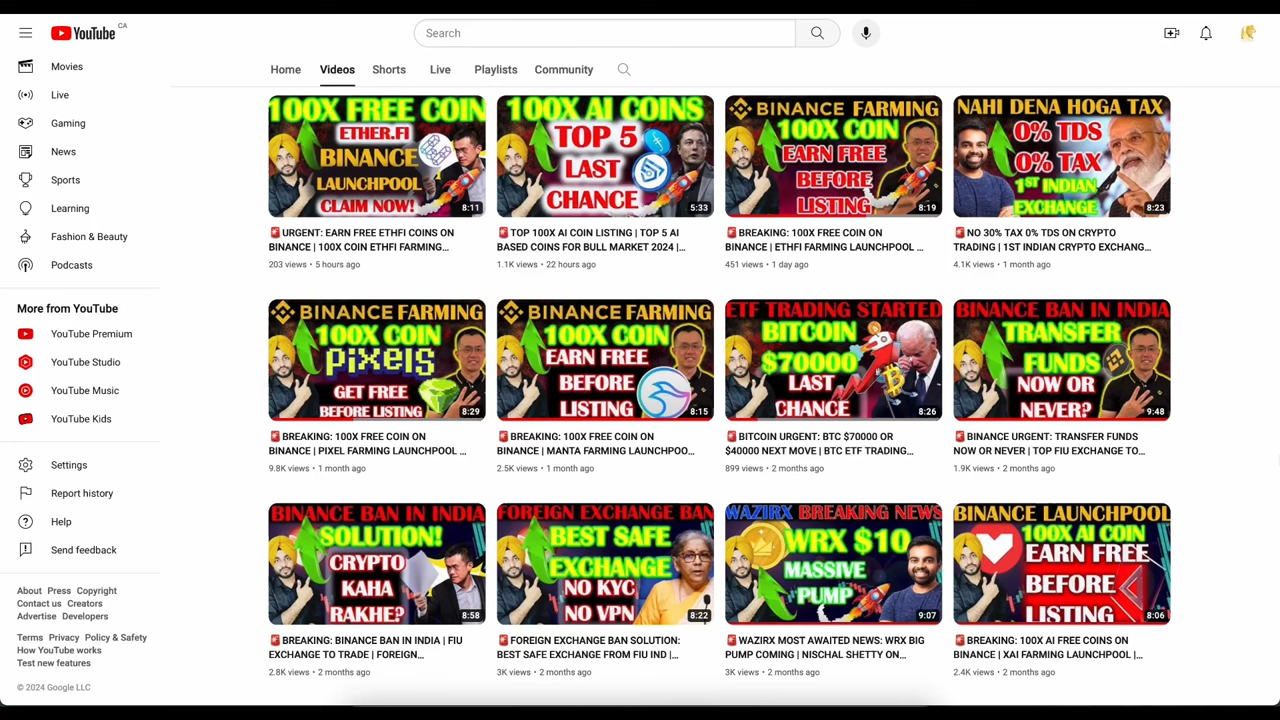 YouTube CA
Search
Movies
Live
Gaming
News
Sports
Learning
Fashion & Beauty
Podcasts
More from YouTube
YouTube Premium
YouTube Studio
YouTube Music
YouTube Kids
Settings
Report history
Help
Send feedback
About Press Copyright
Contact us Creators
Advertise Developers
Terms Privacy Policy & Safety
How YouTube works
Test new features
© 2024 Google LLC
Home Videos Shorts Live Playlists Community
100X FREE COIN
ETHER.FI
BINANCE
LAUNCHPOOL
CLAIM NOW!
8:11
🚨URGENT: EARN FREE ETHFI COINS ON
BINANCE | 100X COIN ETHFI FARMING...
203 views • 5 hours ago
100X AI COINS
TOP 5
LAST
CHANCE
5:33
🚨TOP 100X AI COIN LISTING | TOP 5 AI
BASED COINS FOR BULL MARKET 2024 |...
1.1K views • 22 hours ago
BINANCE FARMING
100X COIN
EARN FREE
BEFORE
LISTING
8:19
🚨BREAKING: 100X FREE COIN ON
BINANCE | ETHFI FARMING LAUNCHPOOL ...
451 views • 1 day ago
NAHI DENA HOGA TAX
0% TDS
0% TAX
1ST INDIAN
EXCHANGE
8:23
🚨NO 30% TAX 0% TDS ON CRYPTO
TRADING | 1ST INDIAN CRYPTO EXCHANG...
4.1K views • 1 month ago
BINANCE FARMING
100X COIN
PIXELS
GET FREE
BEFORE LISTING
8:29
🚨BREAKING: 100X FREE COIN ON
BINANCE | PIXEL FARMING LAUNCHPOOL ...
9.8K views • 1 month ago
BINANCE FARMING
100X COIN
EARN FREE
BEFORE
LISTING
8:15
🚨BREAKING: 100X FREE COIN ON
BINANCE | MANTA FARMING LAUNCHPOO...
2.5K views • 1 month ago
ETF TRADING STARTED
BITCOIN
$70000
LAST
CHANCE
8:26
🚨BITCOIN URGENT: BTC $70000 OR
$40000 NEXT MOVE | BTC ETF TRADING...
899 views • 2 months ago
BINANCE BAN IN INDIA
TRANSFER
FUNDS
NOW OR
NEVER?
9:48
🚨BINANCE URGENT: TRANSFER FUNDS
NOW OR NEVER | TOP FIU EXCHANGE TO...
1.9K views • 2 months ago
BINANCE BAN IN INDIA
SOLUTION!
CRYPTO
KAHA
RAKHE?
8:58
🚨BREAKING: BINANCE BAN IN INDIA | FIU
EXCHANGE TO TRADE | FOREIGN...
2.8K views • 2 months ago
FOREIGN EXCHANGE BAN
BEST SAFE
EXCHANGE
NO KYC
NO VPN
8:22
🚨FOREIGN EXCHANGE BAN SOLUTION:
BEST SAFE EXCHANGE FROM FIU IND |...
3K views • 2 months ago
WAZIRX BREAKING NEWS
WRX $10
MASSIVE
PUMP
9:07
🚨WAZIRX MOST AWAITED NEWS: WRX BIG
PUMP COMING | NISCHAL SHETTY ON...
3K views • 2 months ago
BINANCE LAUNCHPOOL
100X AI COIN
EARN FREE
BEFORE
LISTING
8:06
🚨BREAKING: 100X AI FREE COINS ON
BINANCE | XAI FARMING LAUNCHPOOL |...
2.4K views • 2 months ago